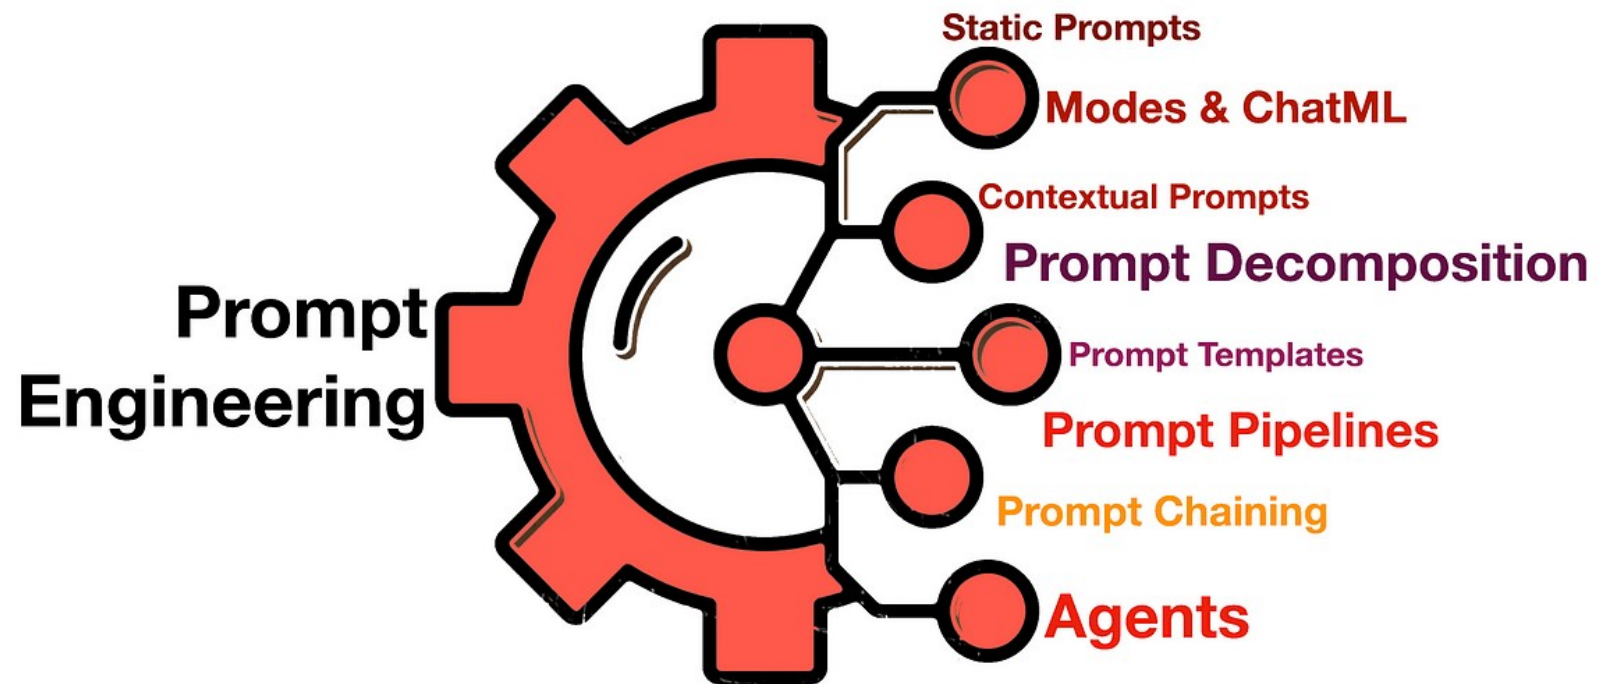 Prompt
Engineering
Static Prompts
Modes & ChatML
Contextual Prompts
Prompt Decomposition
Prompt Templates
Prompt Pipelines
Prompt Chaining
Agents